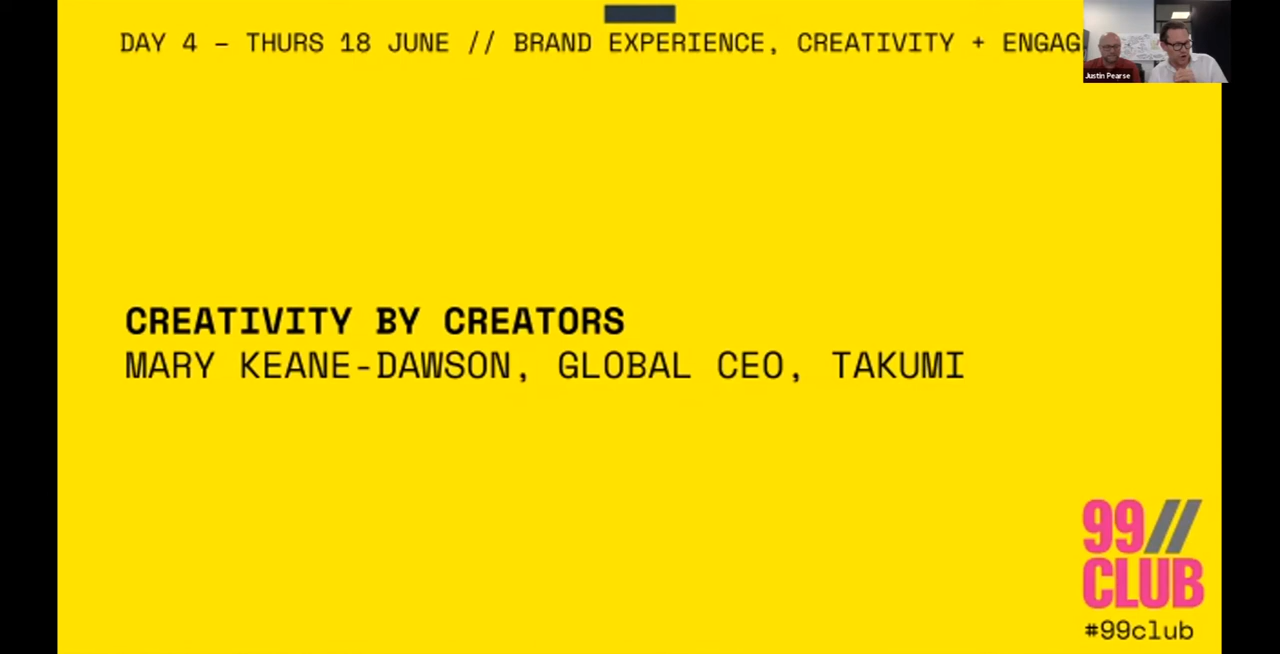 DAY 4 – THURS 18 JUNE // BRAND EXPERIENCE, CREATIVITY + ENGAG
Justin Pearse
CREATIVITY BY CREATORS
MARY KEANE-DAWSON, GLOBAL CEO, TAKUMI
99//
CLUB
#99club